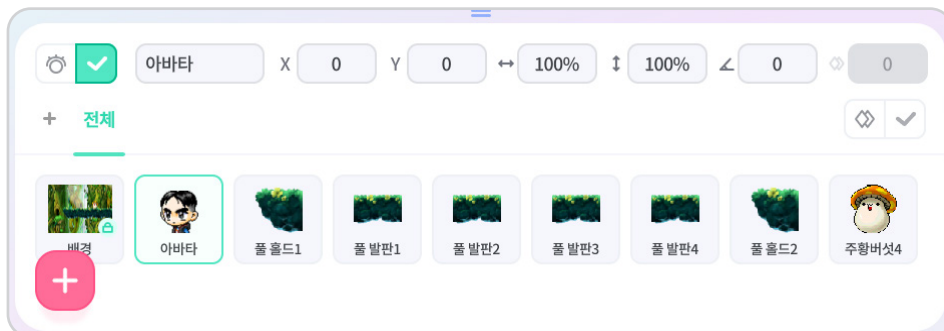 아바타 X 0 Y 0 100% 100% 0 0
+ 전체
배경 아바타 풀 홀드1 풀 발판1 풀 발판2 풀 발판3 풀 발판4 풀 홀드2 주황버섯4
+